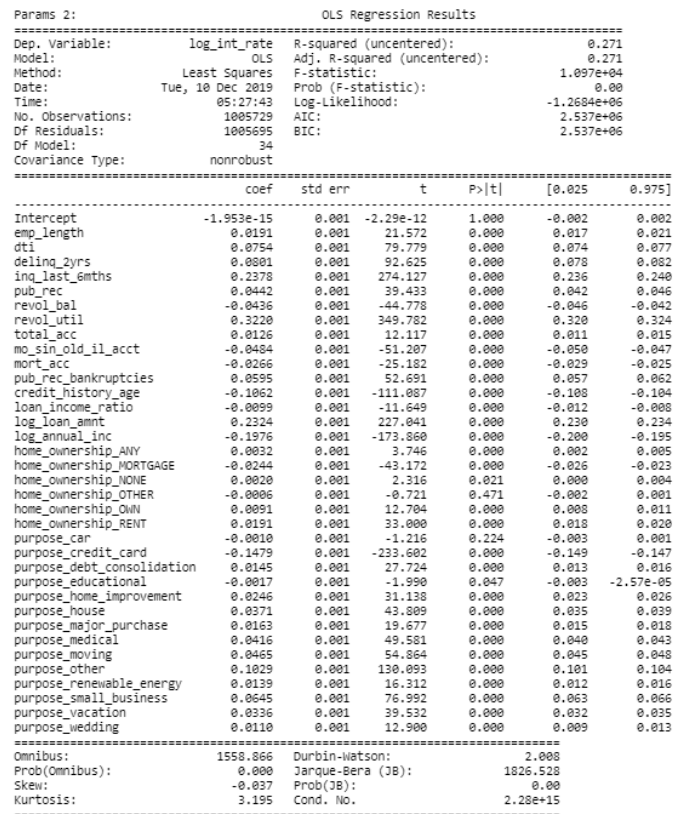 Params 2: OLS Regression Results
==============================================================================
Dep. Variable: log_int_rate R-squared (uncentered): 0.271
Model: OLS Adj. R-squared (uncentered): 0.271
Method: Least Squares F-statistic: 1.097e+04
Date: Tue, 10 Dec 2019 Prob (F-statistic): 0.00
Time: 05:27:43 Log-Likelihood: -1.2684e+06
No. Observations: 1005729 AIC: 2.537e+06
Df Residuals: 1005695 BIC: 2.537e+06
Df Model: 34
Covariance Type: nonrobust
==============================================================================
coef std err t P>|t| [0.025 0.975]
------------------------------------------------------------------------------
Intercept -1.953e-15 0.001 -2.29e-12 1.000 -0.002 0.002
emp_length 0.0191 0.001 21.572 0.000 0.017 0.021
dti 0.0754 0.001 79.779 0.000 0.074 0.077
delinq_2yrs 0.0801 0.001 92.625 0.000 0.078 0.082
inq_last_6mths 0.2378 0.001 274.127 0.000 0.236 0.240
pub_rec 0.0442 0.001 39.433 0.000 0.042 0.046
revol_bal -0.0436 0.001 -44.778 0.000 -0.046 -0.042
revol_util 0.3220 0.001 349.782 0.000 0.320 0.324
total_acc 0.0126 0.001 12.117 0.000 0.011 0.015
mo_sin_old_il_acct -0.0484 0.001 -51.207 0.000 -0.050 -0.047
mort_acc -0.0266 0.001 -25.182 0.000 -0.029 -0.025
pub_rec_bankruptcies 0.0595 0.001 52.691 0.000 0.057 0.062
credit_history_age -0.1062 0.001 -111.087 0.000 -0.108 -0.104
loan_income_ratio -0.0099 0.001 -11.649 0.000 -0.012 -0.008
log_loan_amnt 0.2324 0.001 227.041 0.000 0.230 0.234
log_annual_inc -0.1976 0.001 -173.860 0.000 -0.200 -0.195
home_ownership_ANY 0.0032 0.001 3.746 0.000 0.002 0.005
home_ownership_MORTGAGE -0.0244 0.001 -43.172 0.000 -0.026 -0.023
home_ownership_NONE 0.0020 0.001 2.316 0.021 0.000 0.004
home_ownership_OTHER -0.0006 0.001 -0.721 0.471 -0.002 0.001
home_ownership_OWN 0.0091 0.001 12.704 0.000 0.008 0.011
home_ownership_RENT 0.0191 0.001 33.000 0.000 0.018 0.020
purpose_car -0.0010 0.001 -1.216 0.224 -0.003 0.001
purpose_credit_card -0.1479 0.001 -233.602 0.000 -0.149 -0.147
purpose_debt_consolidation 0.0145 0.001 27.724 0.000 0.013 0.016
purpose_educational -0.0017 0.001 -1.990 0.047 -0.003 -2.57e-05
purpose_home_improvement 0.0246 0.001 31.138 0.000 0.023 0.026
purpose_house 0.0371 0.001 43.809 0.000 0.035 0.039
purpose_major_purchase 0.0163 0.001 19.677 0.000 0.015 0.018
purpose_medical 0.0416 0.001 49.581 0.000 0.040 0.043
purpose_moving 0.0465 0.001 54.864 0.000 0.045 0.048
purpose_other 0.1029 0.001 130.093 0.000 0.101 0.104
purpose_renewable_energy 0.0139 0.001 16.312 0.000 0.012 0.016
purpose_small_business 0.0645 0.001 76.992 0.000 0.063 0.066
purpose_vacation 0.0336 0.001 39.532 0.000 0.032 0.035
purpose_wedding 0.0110 0.001 12.900 0.000 0.009 0.013
==============================================================================
Omnibus: 1558.866 Durbin-Watson: 2.008
Prob(Omnibus): 0.000 Jarque-Bera (JB): 1826.528
Skew: -0.037 Prob(JB): 0.00
Kurtosis: 3.195 Cond. No. 2.28e+15
------------------------------------------------------------------------------